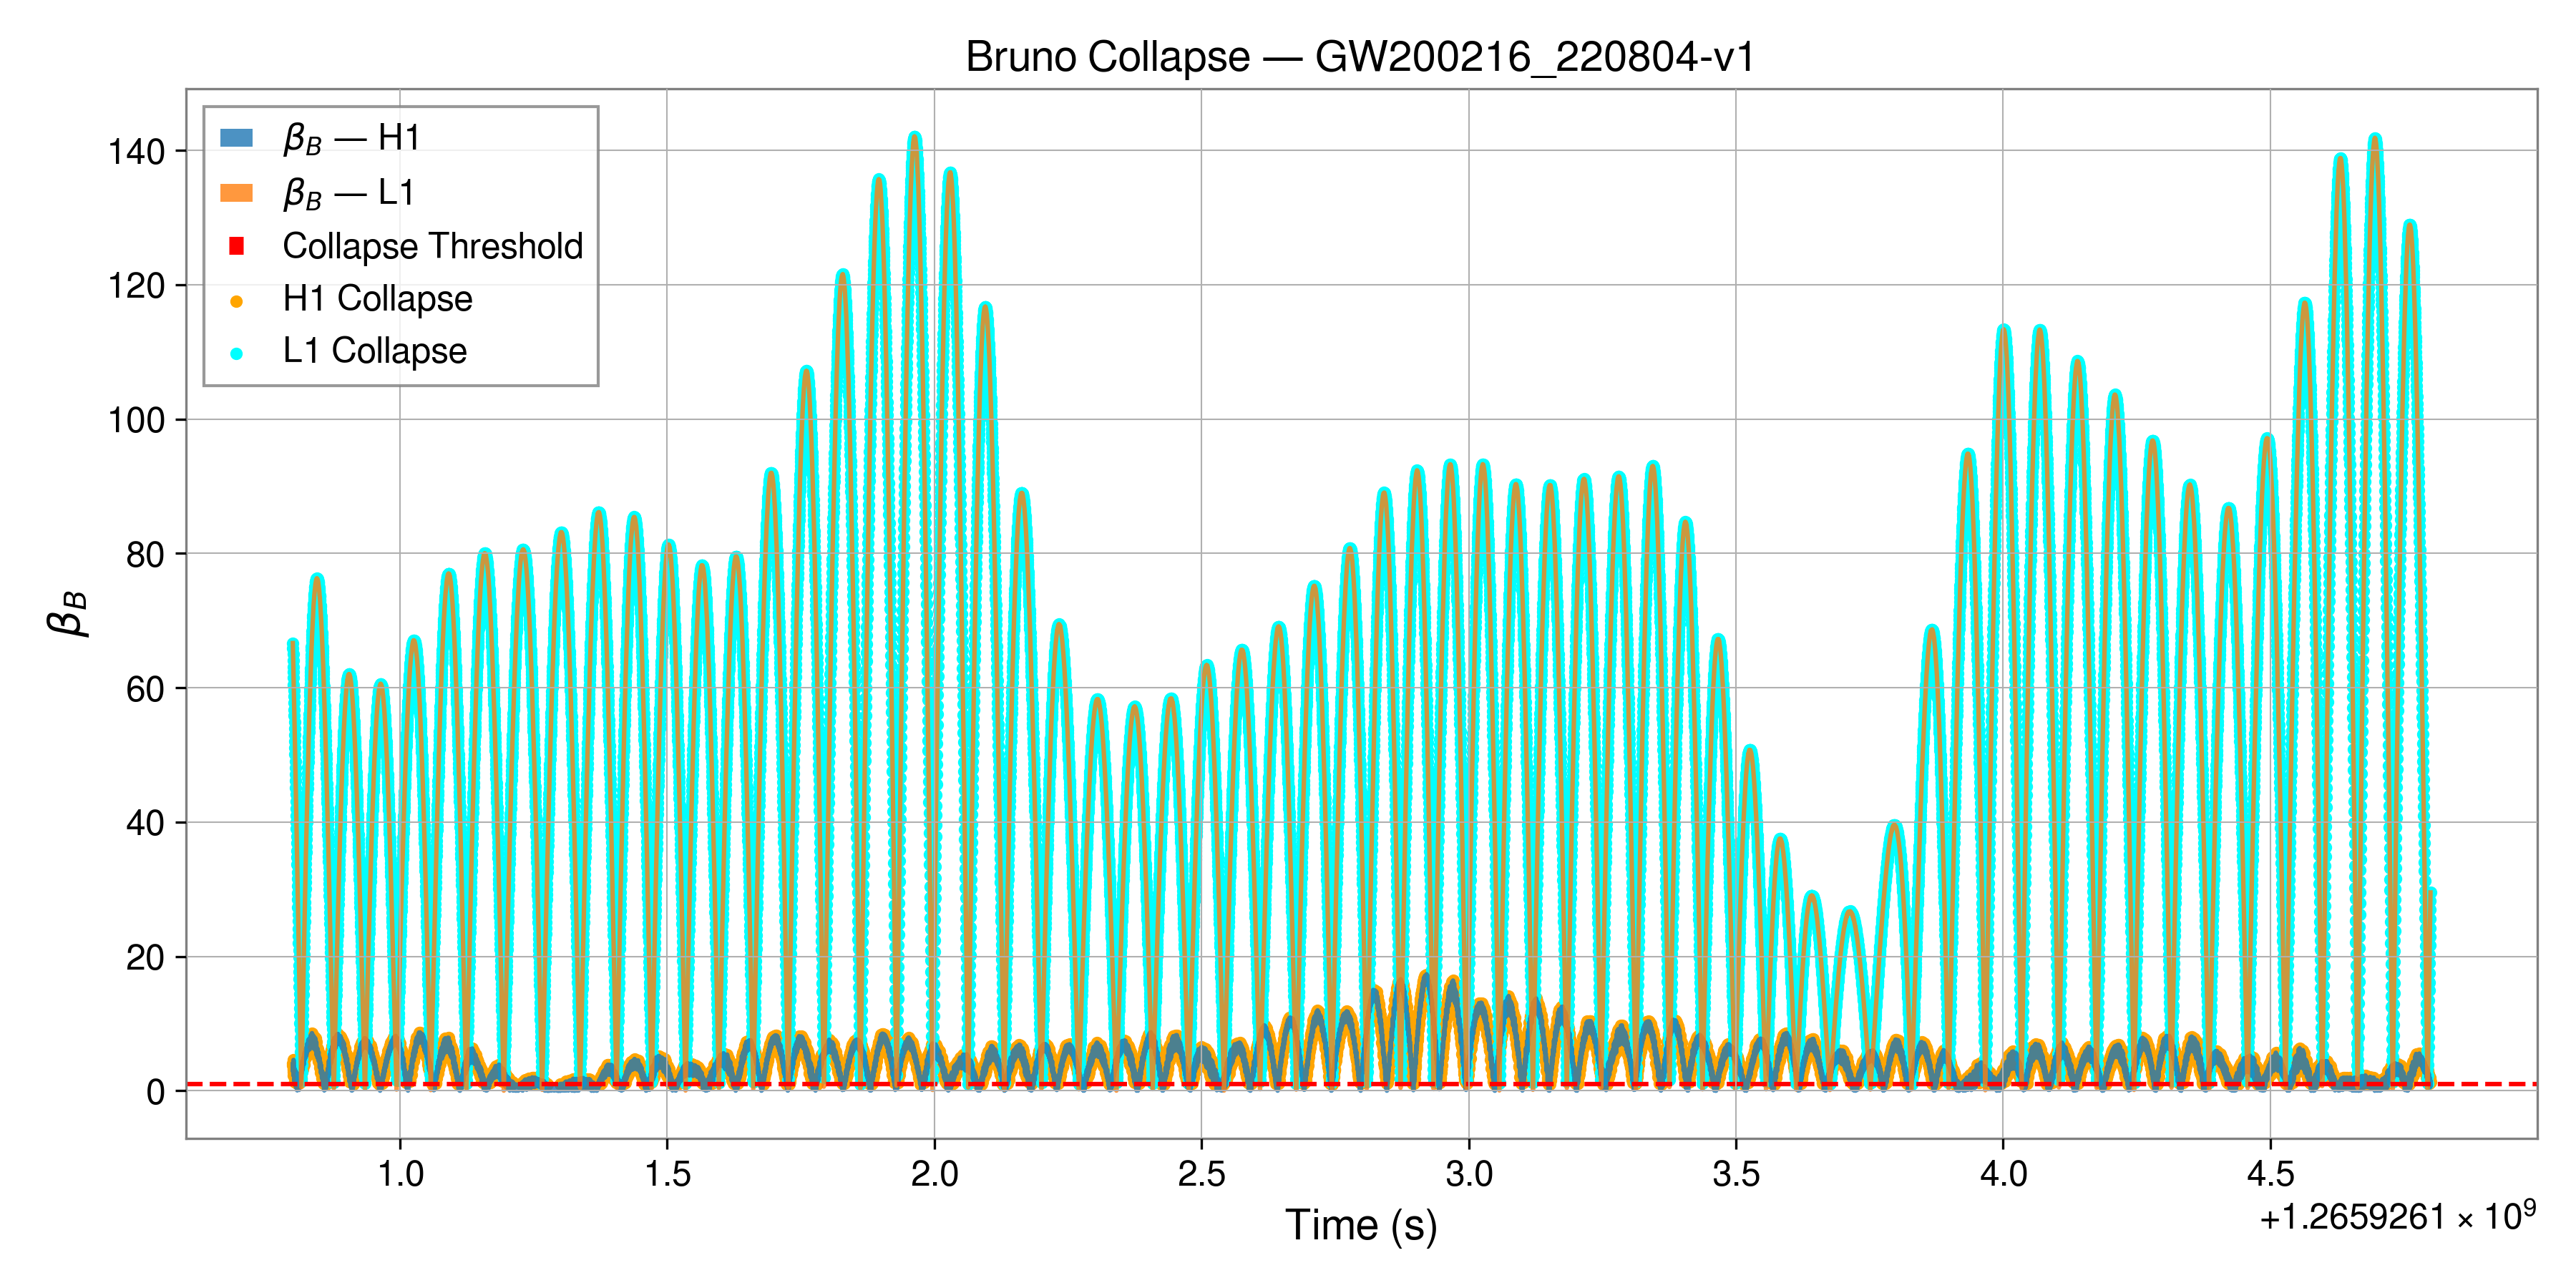 Bruno Collapse — GW200216_220804-v1
β_B — H1
β_B — L1
Collapse Threshold
H1 Collapse
L1 Collapse
140
120
100
80
60
40
20
0
β_B
1.0 1.5 2.0 2.5 3.0 3.5 4.0 4.5
+1.2659261 × 10⁹
Time (s)